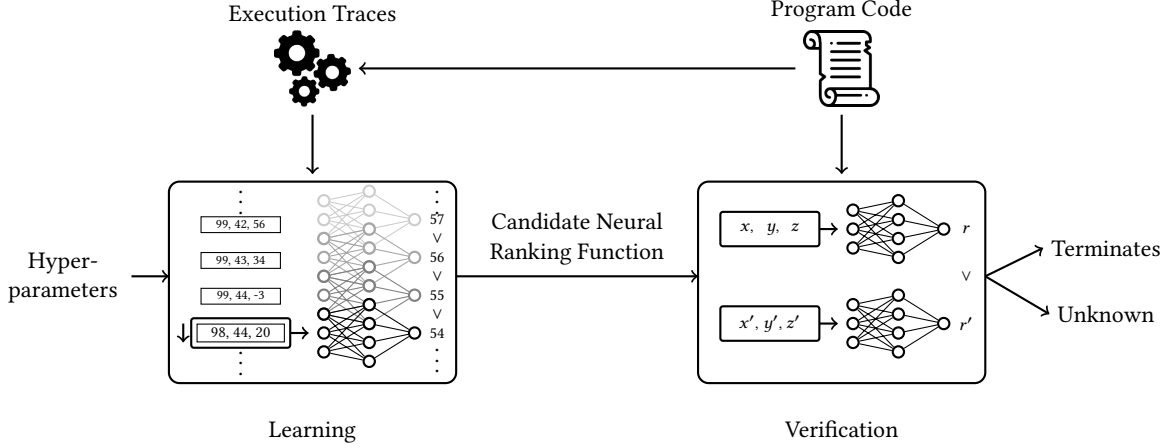 Execution Traces
Program Code
Hyper-
parameters
⋮
99, 42, 56
99, 43, 34
99, 44, -3
98, 44, 20
⋮
⋮
57
∨
56
∨
55
∨
54
⋮
Candidate Neural
Ranking Function
x, y, z
r
∨
x′, y′, z′
r′
Terminates
Unknown
Learning
Verification